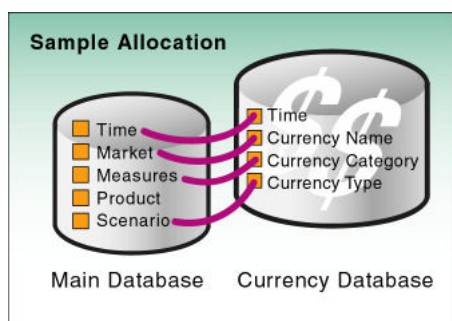 Sample Allocation
Time
Market
Measures
Product
Scenario
Time
Currency Name
Currency Category
Currency Type
$$
Main Database
Currency Database